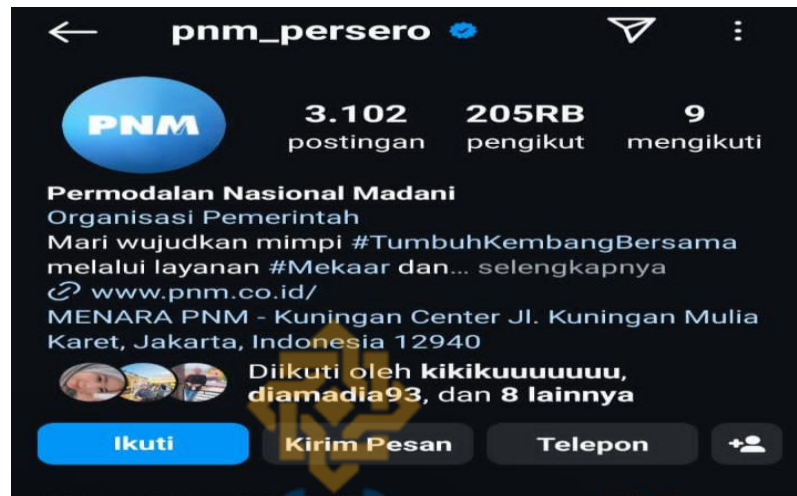 pnm_persero
PNM
3.102 205RB 9
postingan pengikut mengikuti
Permodalan Nasional Madani
Organisasi Pemerintah
Mari wujudkan mimpi #TumbuhKembangBersama
melalui layanan #Mekaar dan... selengkapnya
www.pnm.co.id/
MENARA PNM - Kuningan Center Jl. Kuningan Mulia
Karet, Jakarta, Indonesia 12940
Diikuti oleh kikikuuuuuuu,
diamadia93, dan 8 lainnya
Ikuti Kirim Pesan Telepon